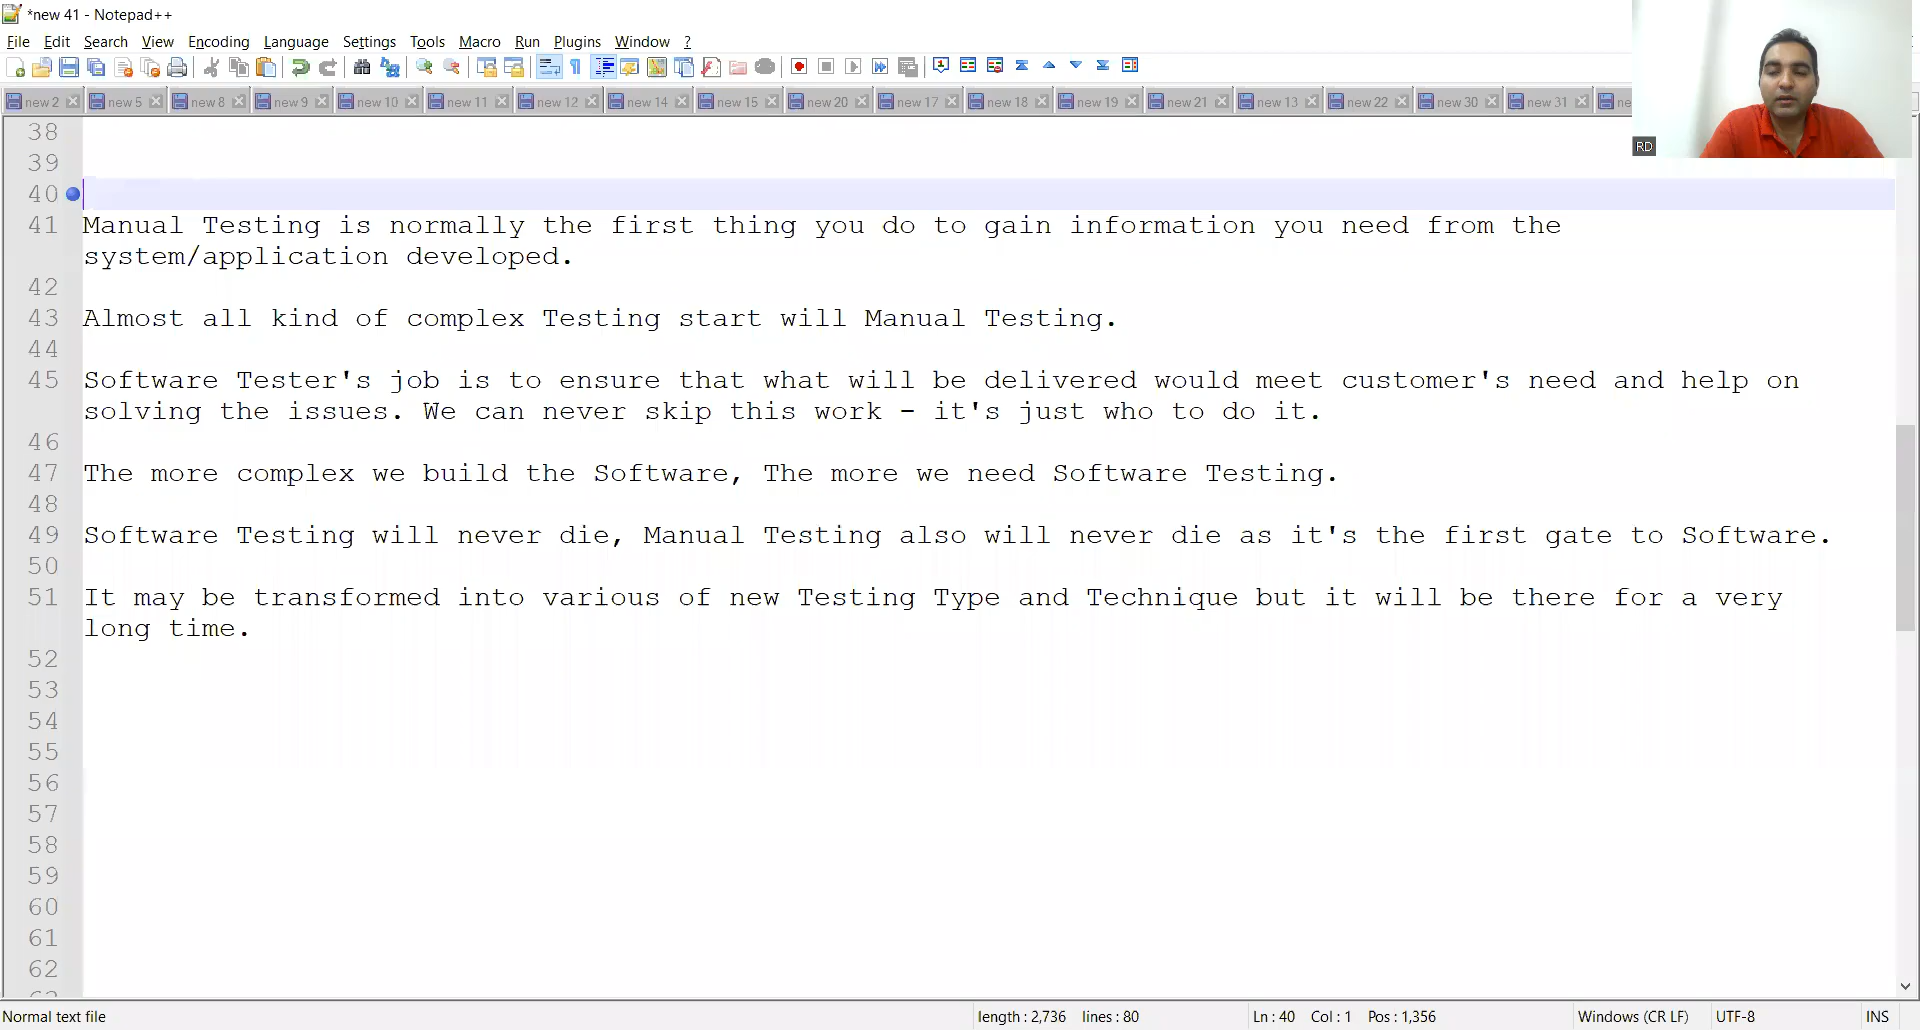 *new 41 - Notepad++
File Edit Search View Encoding Language Settings Tools Macro Run Plugins Window ?
new 2 new 5 new 8 new 9 new 10 new 11 new 12 new 14 new 15 new 20 new 17 new 18 new 19 new 21 new 13 new 22 new 30 new 31 ne
RD
38
39
40
41 Manual Testing is normally the first thing you do to gain information you need from the
system/application developed.
42
43 Almost all kind of complex Testing start will Manual Testing.
44
45 Software Tester's job is to ensure that what will be delivered would meet customer's need and help on
solving the issues. We can never skip this work - it's just who to do it.
46
47 The more complex we build the Software, The more we need Software Testing.
48
49 Software Testing will never die, Manual Testing also will never die as it's the first gate to Software.
50
51 It may be transformed into various of new Testing Type and Technique but it will be there for a very
long time.
52
53
54
55
56
57
58
59
60
61
62
Normal text file length : 2,736 lines : 80 Ln : 40 Col : 1 Pos : 1,356 Windows (CR LF) UTF-8 INS